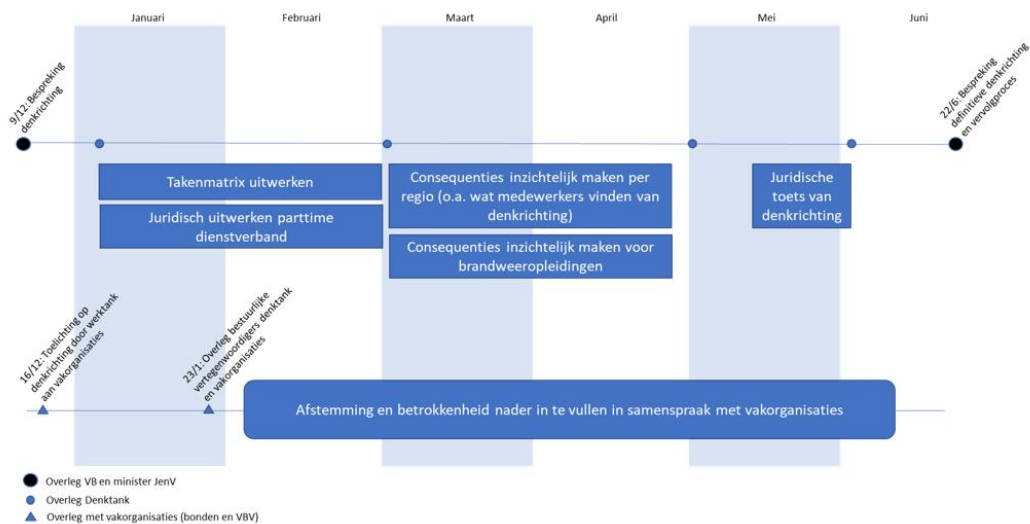 Januari
Februari
Maart
April
Mei
Juni
9/12: Bespreking
denkrichting
22/6: Bespreking
definitieve denkrichting
en vervolgproces
Takenmatrix uitwerken
Juridisch uitwerken parttime
dienstverband
Consequenties inzichtelijk maken per
regio (o.a. wat medewerkers vinden van
denkrichting)
Consequenties inzichtelijk maken voor
brandweeropleidingen
Juridische
toets van
denkrichting
16/12: Toelichting op
denkrichting door werktank
aan vakorganisaties
23/1: Overleg bestuurlijke
vertegenwoordigers denktank
en vakorganisaties
Afstemming en betrokkenheid nader in te vullen in samenspraak met vakorganisaties
Overleg VB en minister JenV
Overleg Denktank
Overleg met vakorganisaties (bonden en VBV)